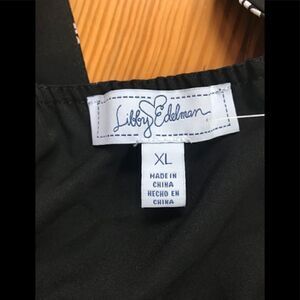 Libby Edelman
XL
MADE IN
CHINA
HECHO EN
CHINA